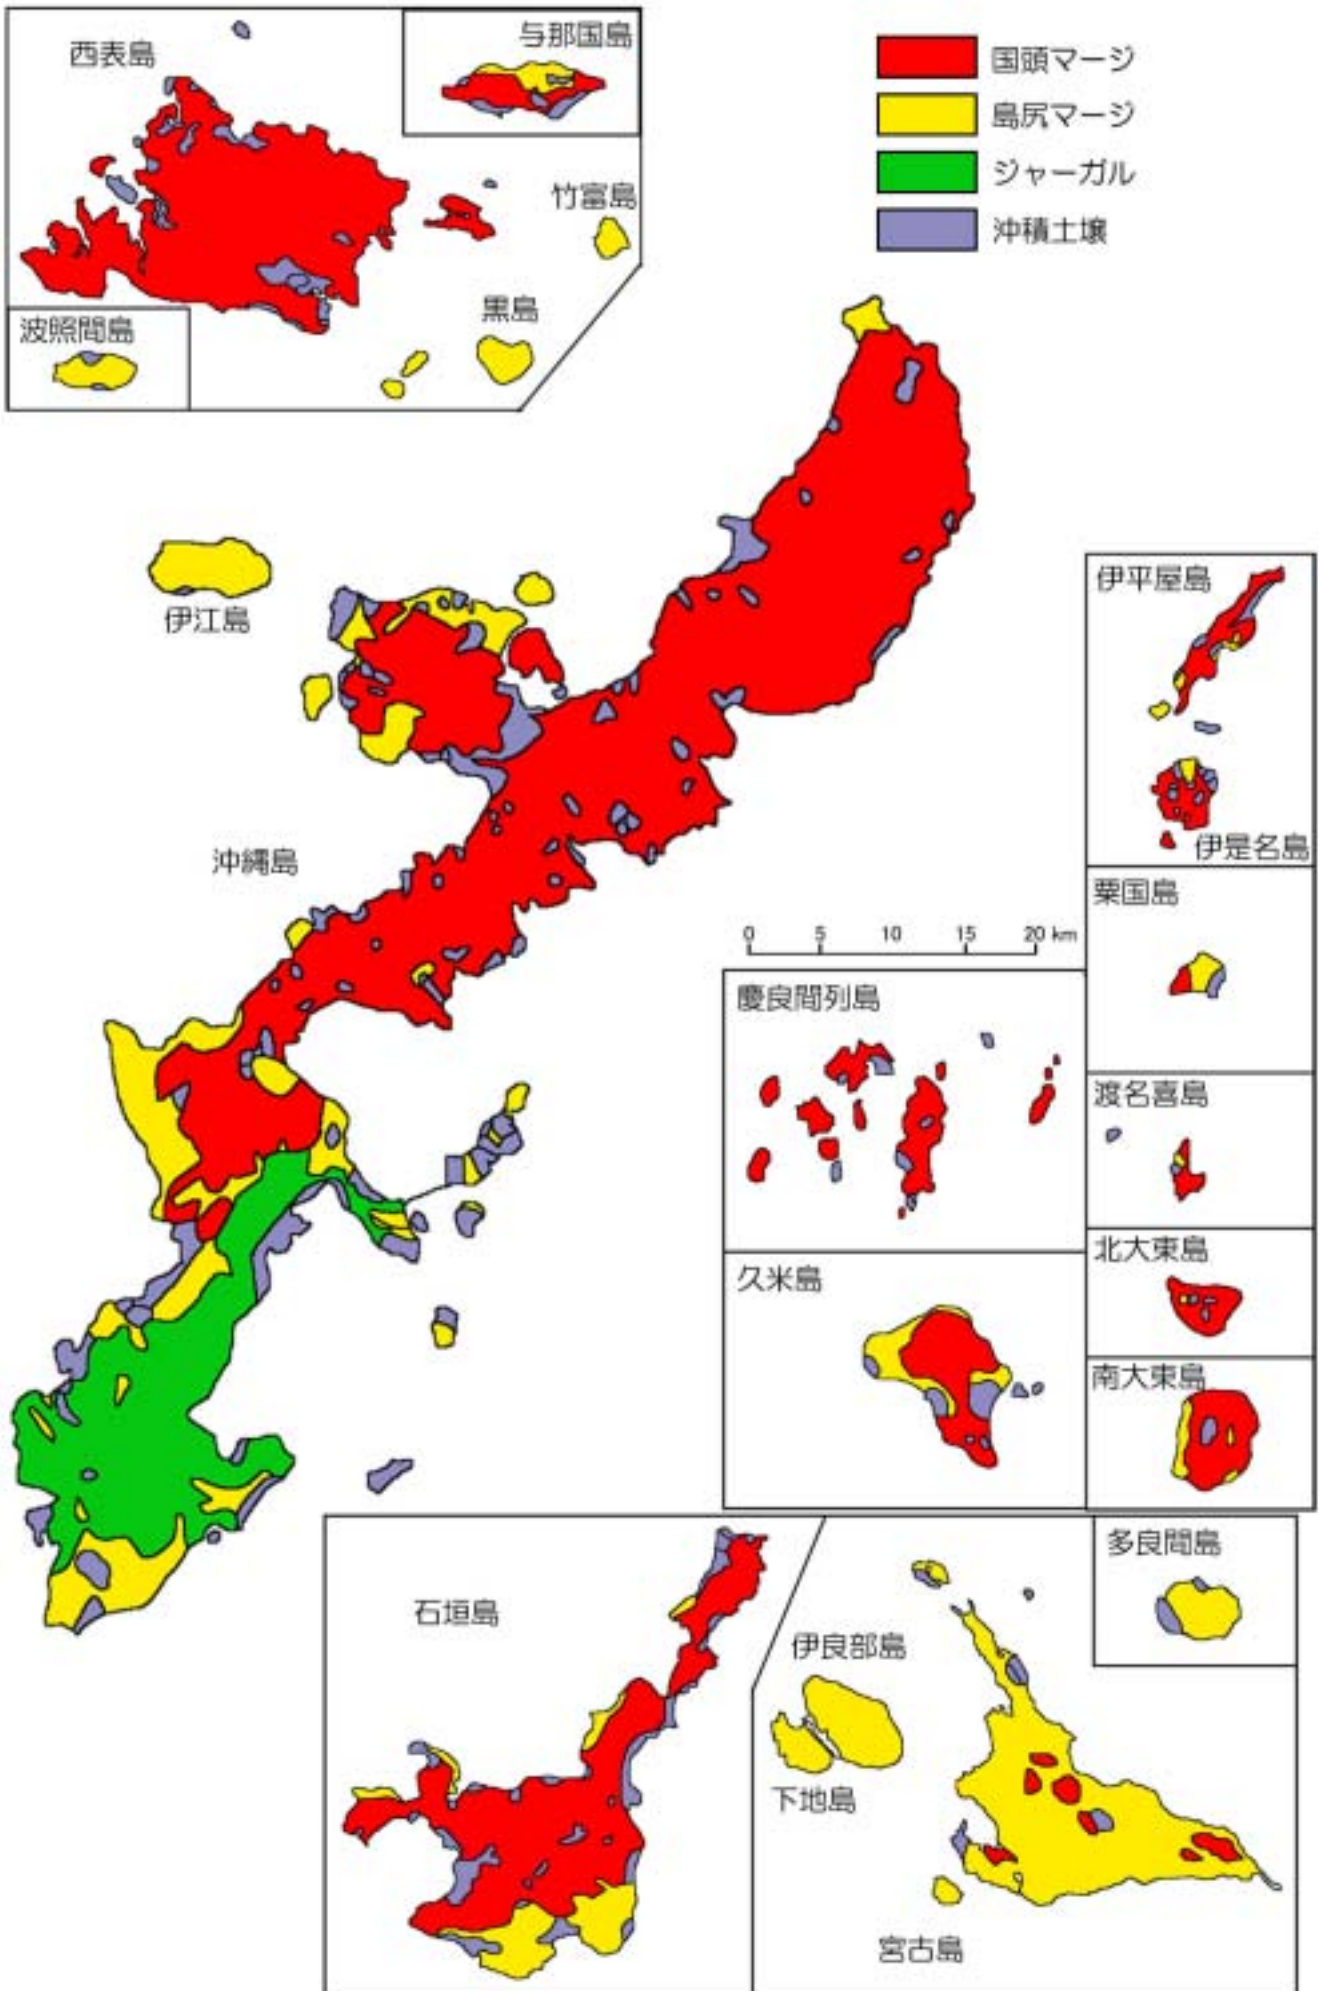 西表島
与那国島
竹富島
黒島
波照間島
国頭マージ
島尻マージ
ジャーガル
沖積土壌
伊江島
沖縄島
伊平屋島
伊是名島
粟国島
渡名喜島
北大東島
南大東島
0 5 10 15 20 km
慶良間列島
久米島
石垣島
伊良部島
下地島
宮古島
多良間島